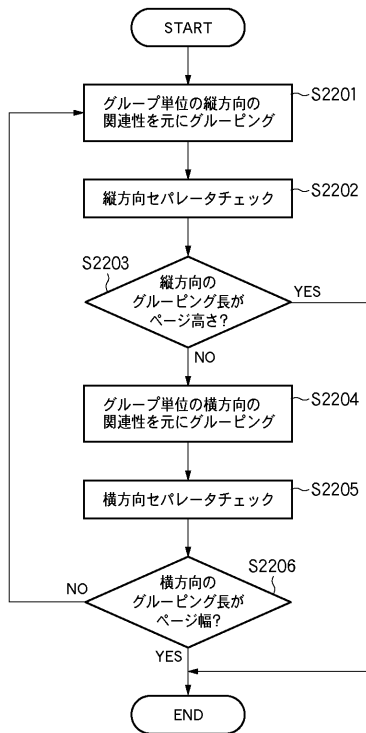 START
グループ単位の縦方向の
関連性を元にグルーピング
S2201
縦方向セパレータチェック
S2202
S2203
縦方向の
グルーピング長が
ページ高さ?
YES
NO
グループ単位の横方向の
関連性を元にグルーピング
S2204
横方向セパレータチェック
S2205
S2206
横方向の
グルーピング長が
ページ幅?
NO
YES
END